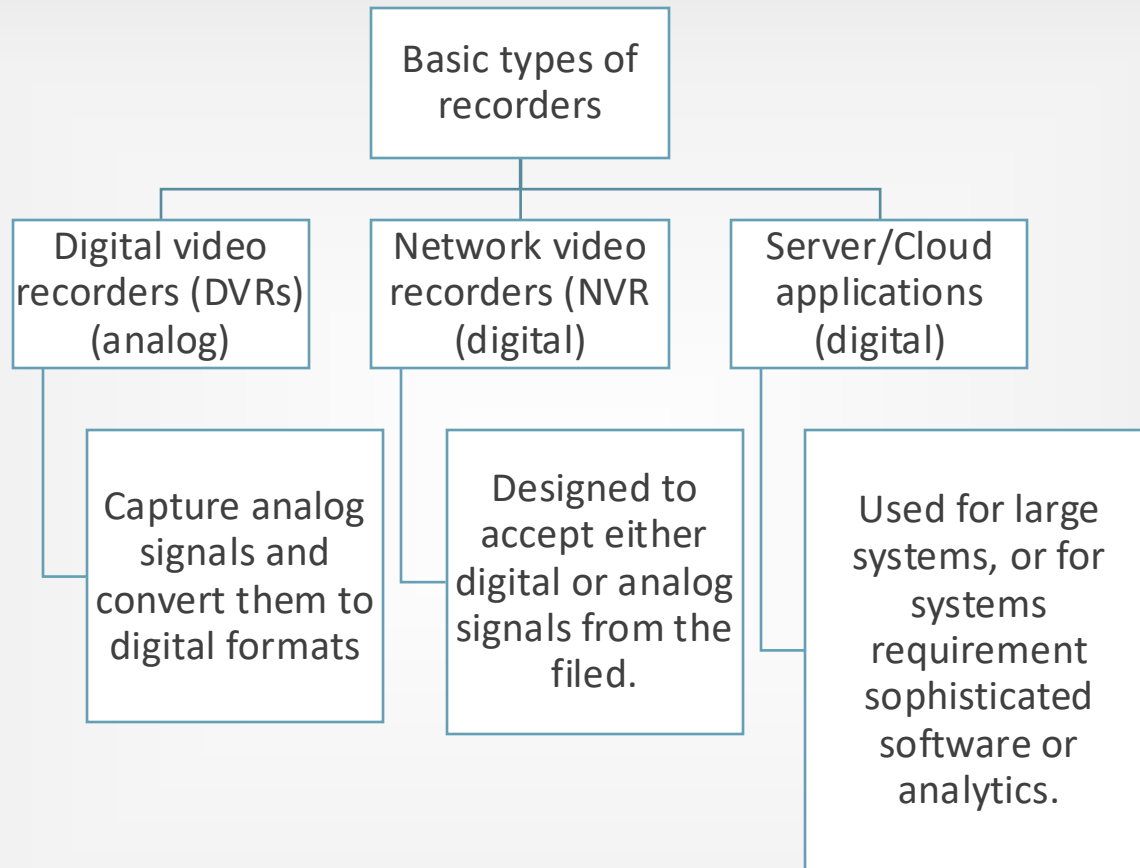 Basic types of
recorders
Digital video
recorders (DVRs)
(analog)
Capture analog
signals and
convert them to
digital formats
Network video
recorders (NVR
(digital)
Designed to
accept either
digital or analog
signals from the
filed.
Server/Cloud
applications
(digital)
Used for large
systems, or for
systems
requirement
sophisticated
software or
analytics.